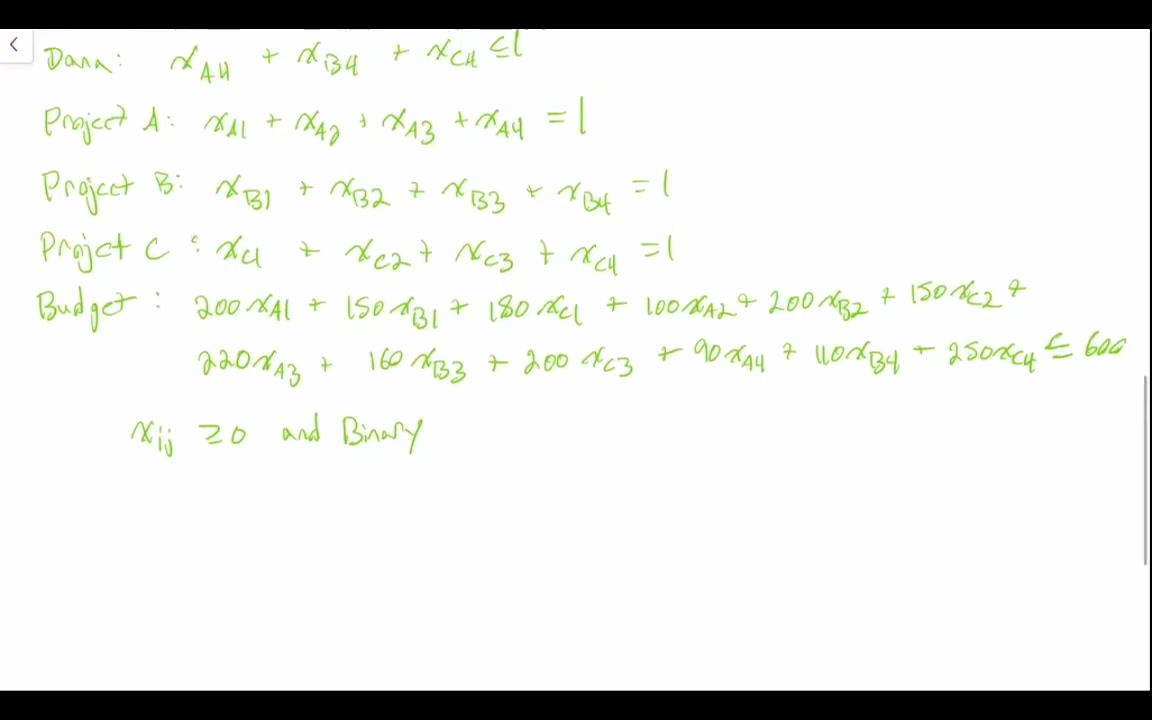 Dana: xA4 + xB4 + xC4 ≤1
Project A: xA1 + xA2 + xA3 + xA4 = 1
Project B: xB1 + xB2 + xB3 + xB4 = 1
Projct C: xC1 + xC2 + xC3 + xC4 = 1
Budget: 200xA1 + 150xB1 + 180xC1 + 100xA2 + 200xB2 + 150xC2 +
220xA3 + 160xB3 + 200xC3 + 90xA4 + 110xB4 + 250xC4 ≤ 600
xij ≥0 and Binary